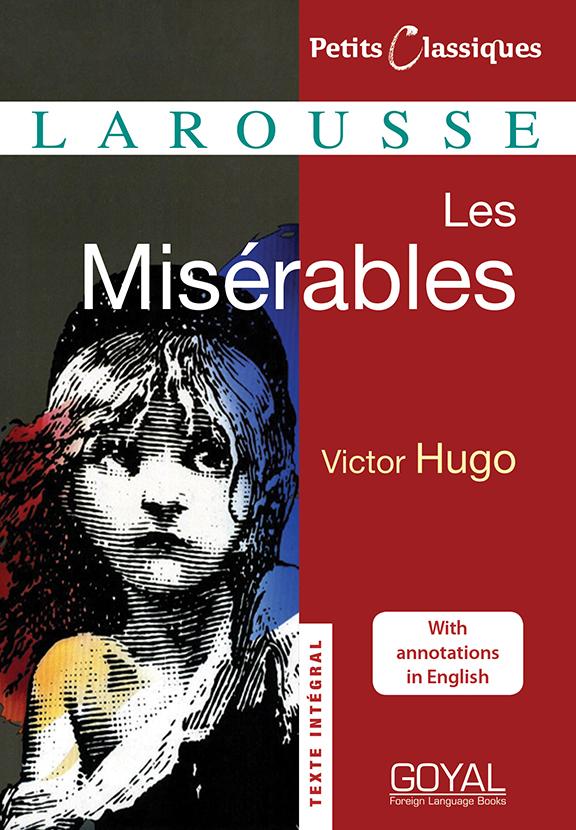 Petits Classiques
LAROUSSE
Les
Misérables
Victor Hugo
With
annotations
in English
TEXTE INTÉGRAL
GOYAL
Foreign Language Books